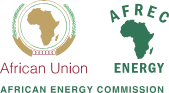 African Union
AFREC
ENERGY
AFRICAN ENERGY COMMISSION